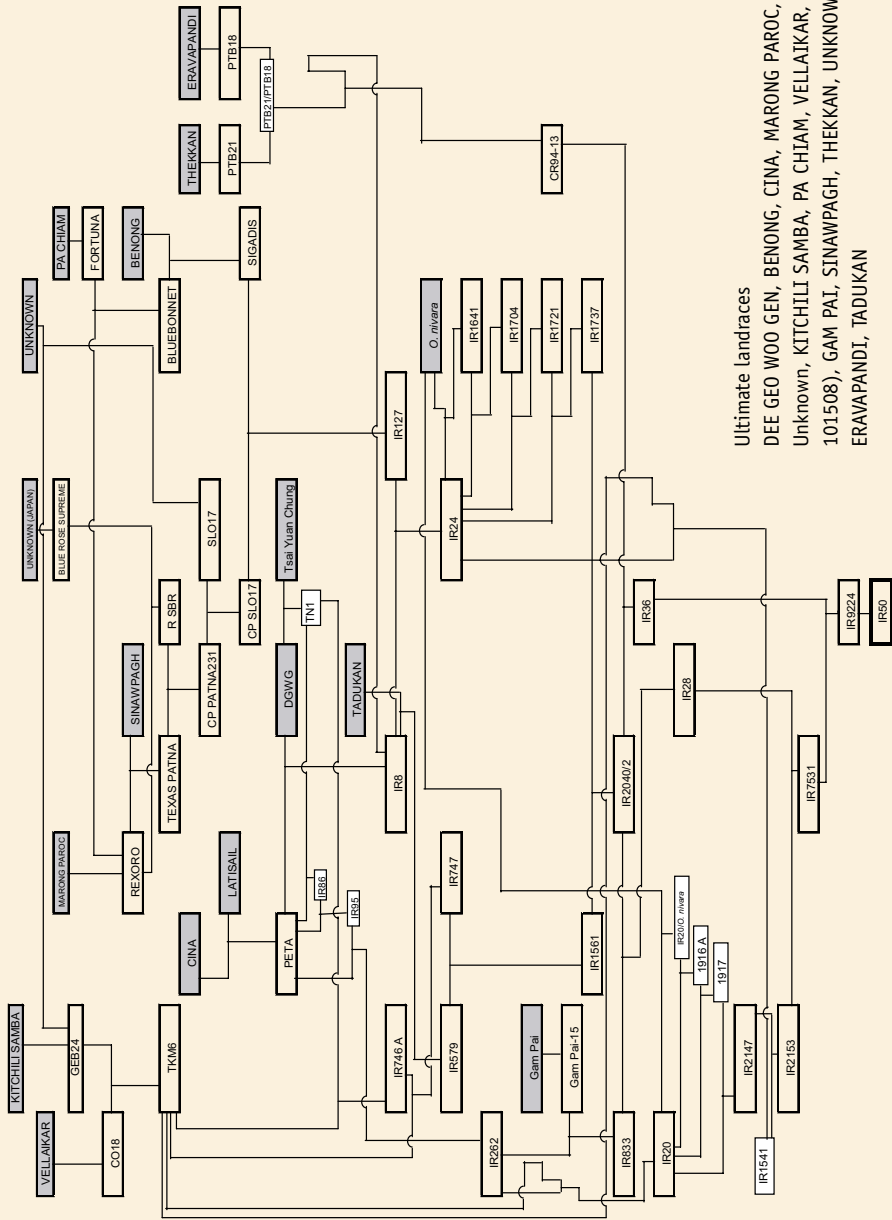 KITCHILI SAMBA
UNKNOWN
VELLAIKAR
MARONG PAROC
UNKNOWN (JAPAN)
PA CHIAM
GEB24
BLUE ROSE SUPREME
FORTUNA
CO18
REXORO
SINAWPAGH
BENONG
TKM6
TEXAS PATNA
R SBR
BLUEBONNET
THEKKAN
ERAVAPANDI
CINA
CP PATNA231
SLO17
PTB21
PTB18
LATISAIL
CP SLO17
SIGADIS
PTB21/PTB18
PETA
DGWG
Tsai Yuan Chung
IR86
TN1
IR95
TADUKAN
IR746 A
IR8
IR127
IR579
IR747
IR24
O. nivara
IR1641
Gam Pai
IR1704
IR262
Gam Pai-15
IR1561
IR1721
CR94-13
IR1737
IR833
IR2040/2
IR20
IR36
IR20/O. nivara
IR28
1916 A
1917
IR2147
IR1541
IR2153
IR7531
IR9224
IR50
Ultimate landraces
DEE GEO WOO GEN, BENONG, CINA, MARONG PAROC,
Unknown, KITCHILI SAMBA, PA CHIAM, VELLAIKAR,
101508), GAM PAI, SINAWPAGH, THEKKAN, UNKNOW
ERAVAPANDI, TADUKAN